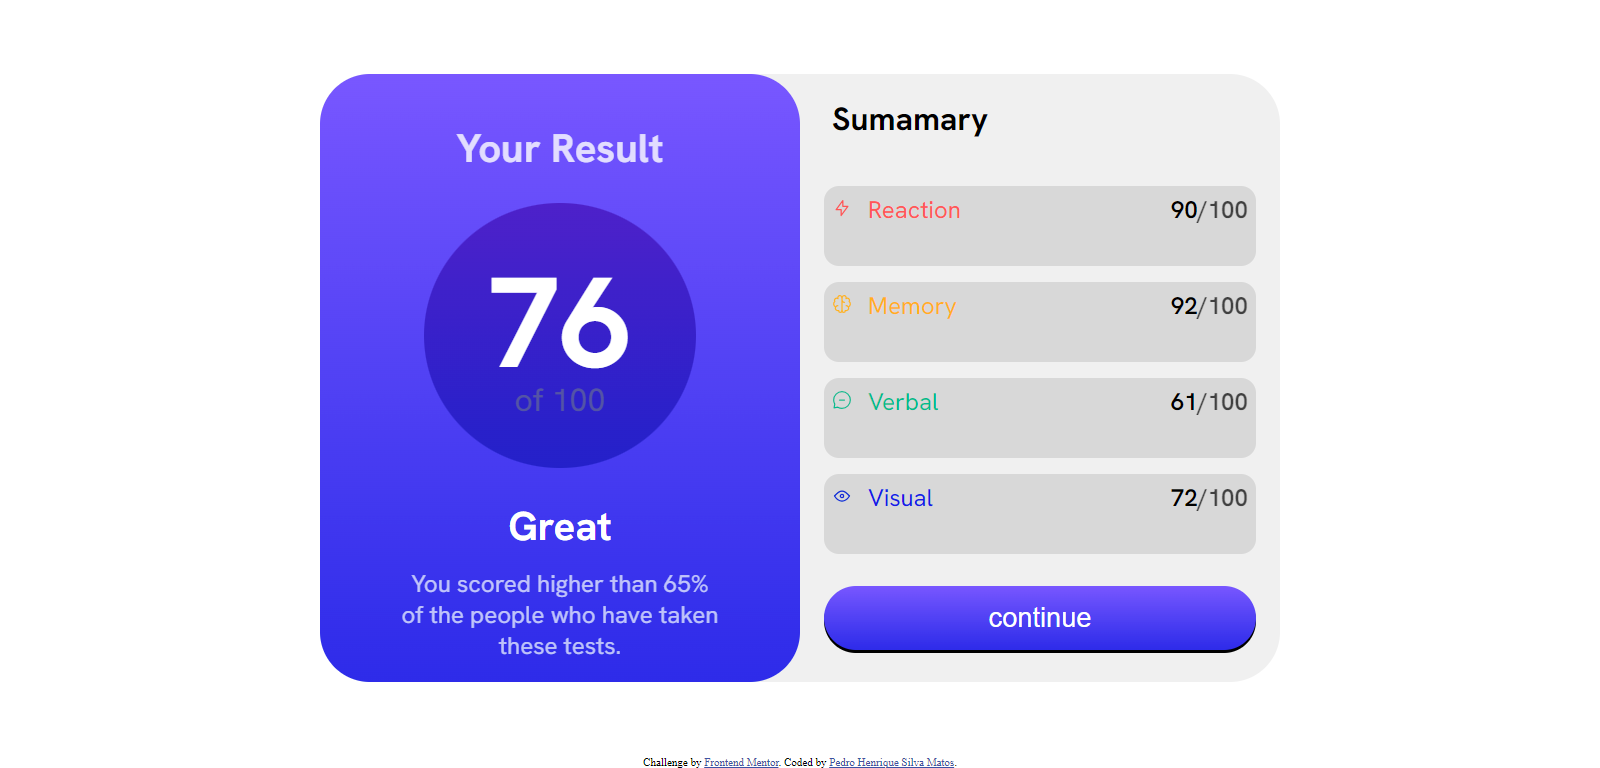 Your Result
76
of 100
Great
You scored higher than 65%
of the people who have taken
these tests.
Sumamary
Reaction 90/100
Memory 92/100
Verbal 61/100
Visual 72/100
continue
Challenge by Frontend Mentor. Coded by Pedro Henrique Silva Matos.